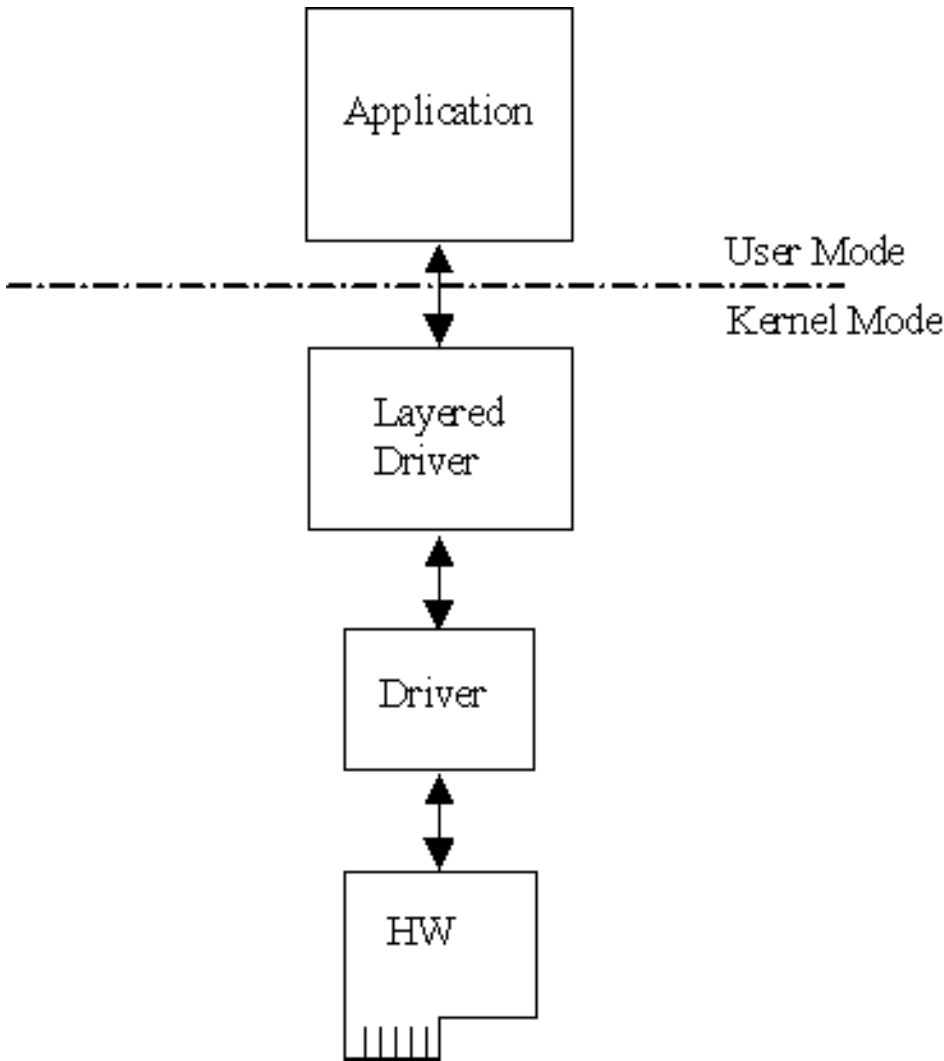 Application
User Mode
Kernel Mode
Layered
Driver
Driver
HW